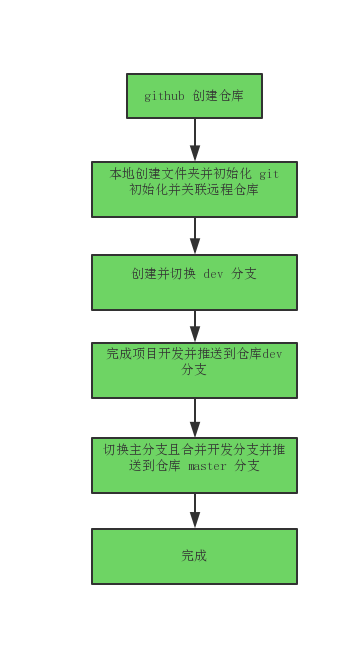 github 创建仓库
本地创建文件夹并初始化 git
初始化并关联远程仓库
创建并切换 dev 分支
完成项目开发并推送到仓库dev
分支
切换主分支且合并开发分支并推
送到仓库 master 分支
完成